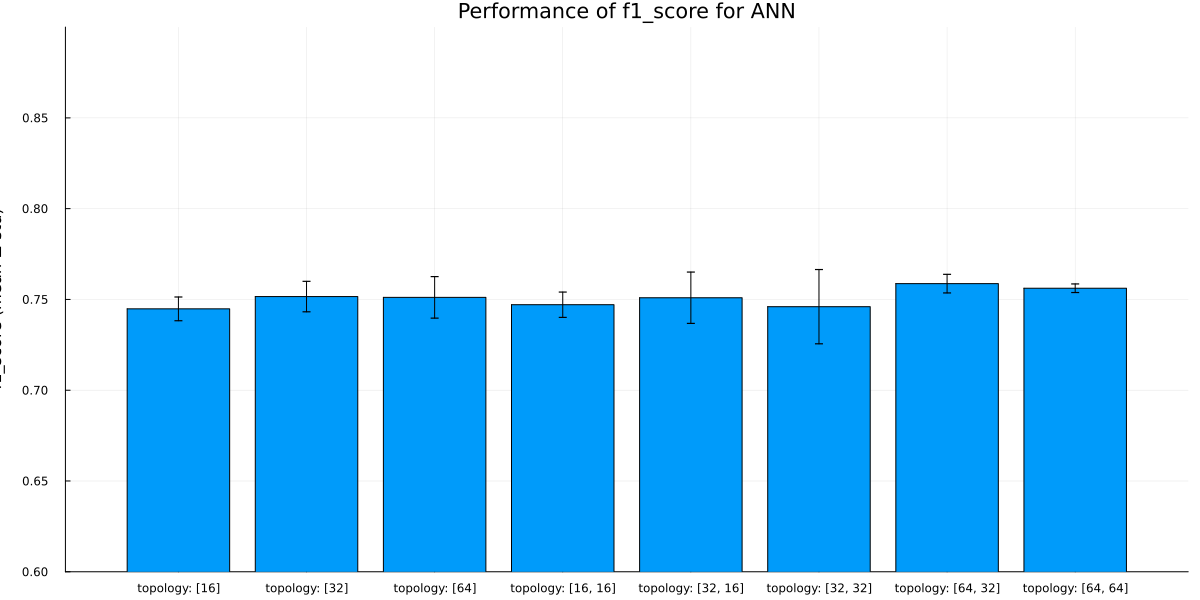 Performance of f1_score for ANN
0.85
0.80
0.75
0.70
0.65
0.60
topology: [16]
topology: [32]
topology: [64]
topology: [16, 16]
topology: [32, 16]
topology: [32, 32]
topology: [64, 32]
topology: [64, 64]